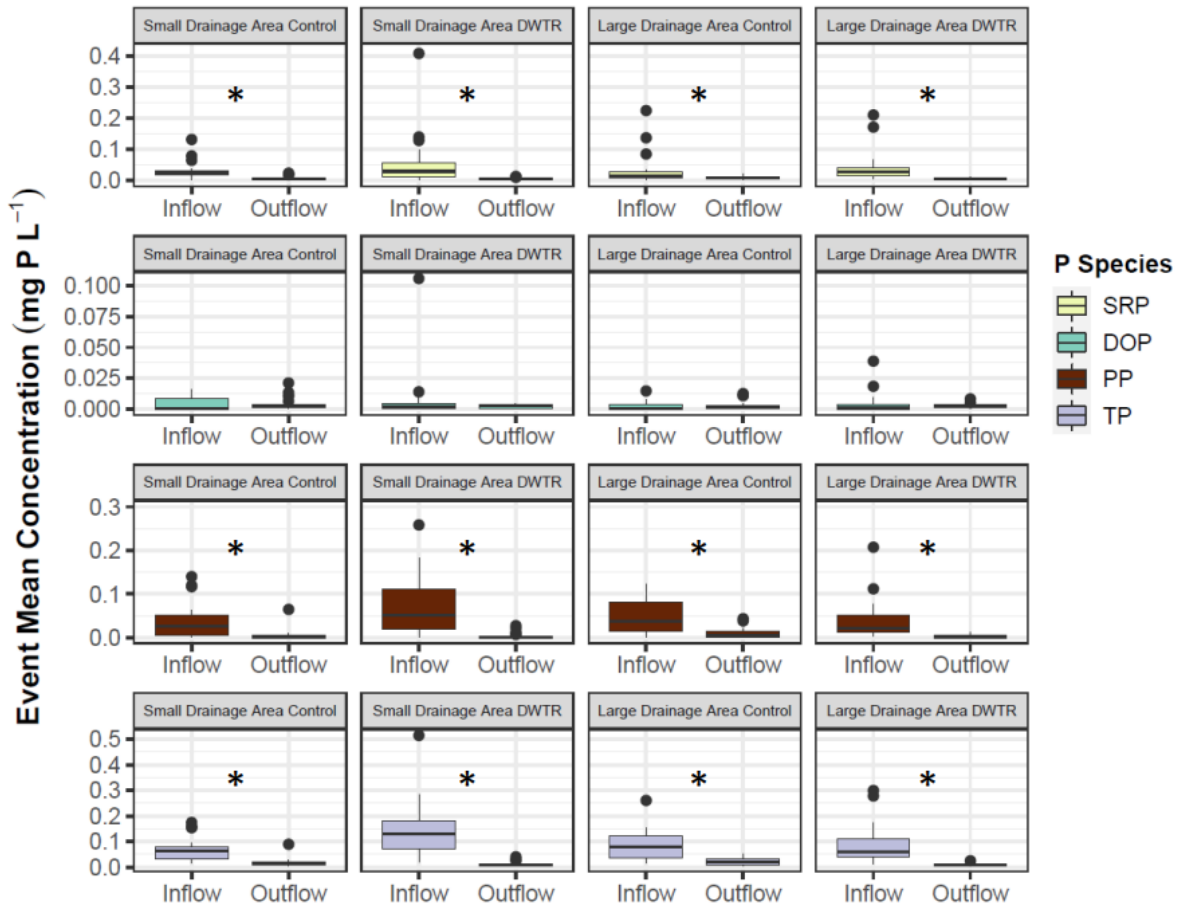 Small Drainage Area Control
Small Drainage Area DWTR
Large Drainage Area Control
Large Drainage Area DWTR
0.4
0.3
0.2
0.1
0.0
*
*
*
*
Inflow Outflow
Inflow Outflow
Inflow Outflow
Inflow Outflow
Event Mean Concentration (mg P L⁻¹)
Small Drainage Area Control
Small Drainage Area DWTR
Large Drainage Area Control
Large Drainage Area DWTR
0.100
0.075
0.050
0.025
0.000
Inflow Outflow
Inflow Outflow
Inflow Outflow
Inflow Outflow
P Species
SRP
DOP
PP
TP
Small Drainage Area Control
Small Drainage Area DWTR
Large Drainage Area Control
Large Drainage Area DWTR
0.3
0.2
0.1
0.0
*
*
*
*
Inflow Outflow
Inflow Outflow
Inflow Outflow
Inflow Outflow
Small Drainage Area Control
Small Drainage Area DWTR
Large Drainage Area Control
Large Drainage Area DWTR
0.5
0.4
0.3
0.2
0.1
0.0
*
*
*
*
Inflow Outflow
Inflow Outflow
Inflow Outflow
Inflow Outflow